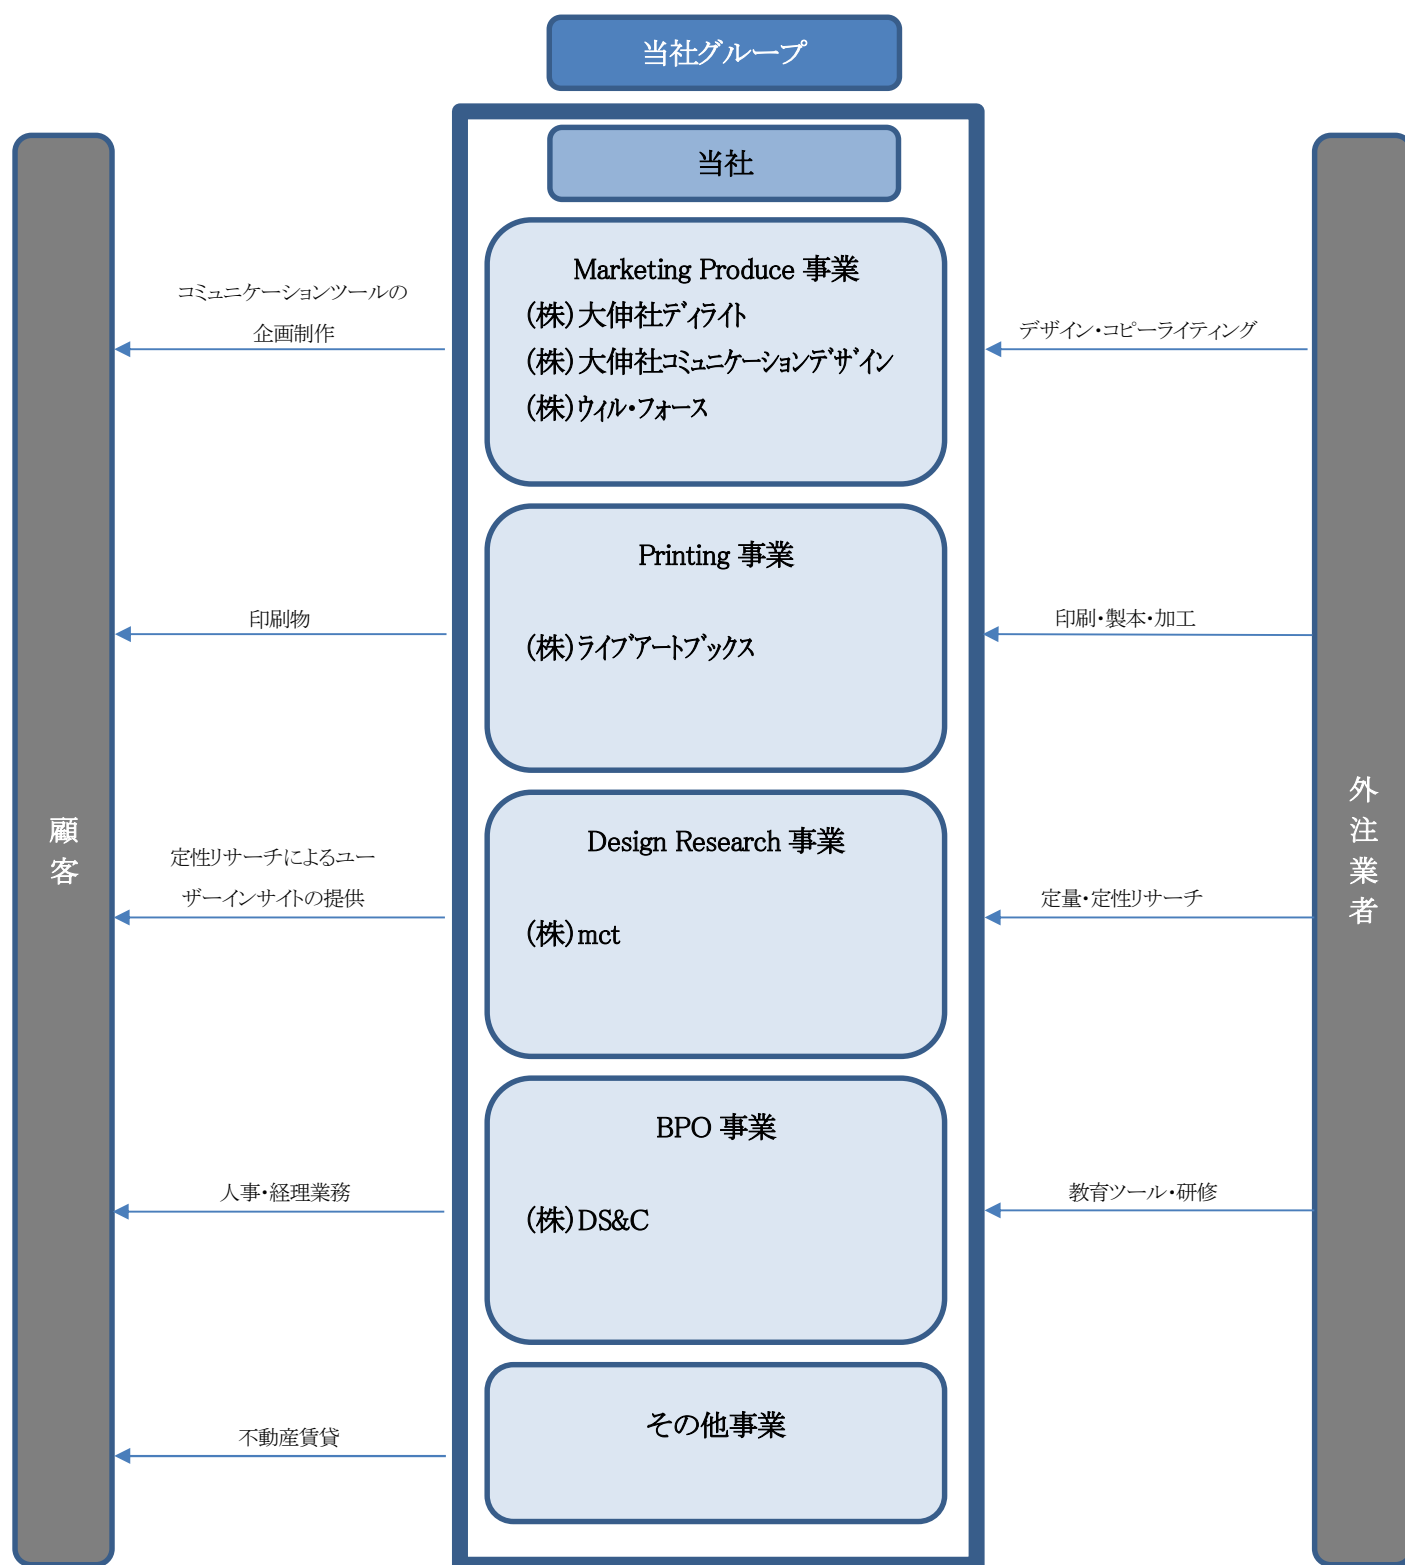 当社グループ
当社
Marketing Produce 事業
(株)大伸社ディライト
(株)大伸社コミュニケーションデザイン
(株)ウィル・フォース
コミュニケーションツールの
企画制作
デザイン・コピーライティング
Printing 事業
(株)ライブアートブックス
印刷物
印刷・製本・加工
Design Research 事業
(株)mct
定性リサーチによるユー
ザーインサイトの提供
定量・定性リサーチ
BPO 事業
(株)DS&C
人事・経理業務
教育ツール・研修
その他事業
不動産賃貸
顧客
外注業者